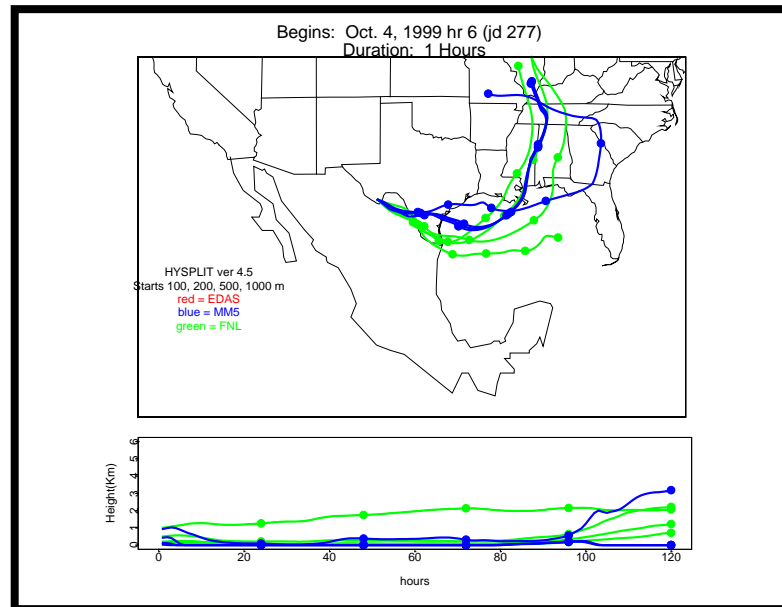 Begins:  Oct. 4, 1999 hr 6 (jd 277)
Duration:  1 Hours
HYSPLIT ver 4.5
Starts 100, 200, 500, 1000 m
red = EDAS
blue = MM5
green = FNL
Height(Km)
6
5
4
3
2
1
0
0 20 40 60 80 100 120
hours